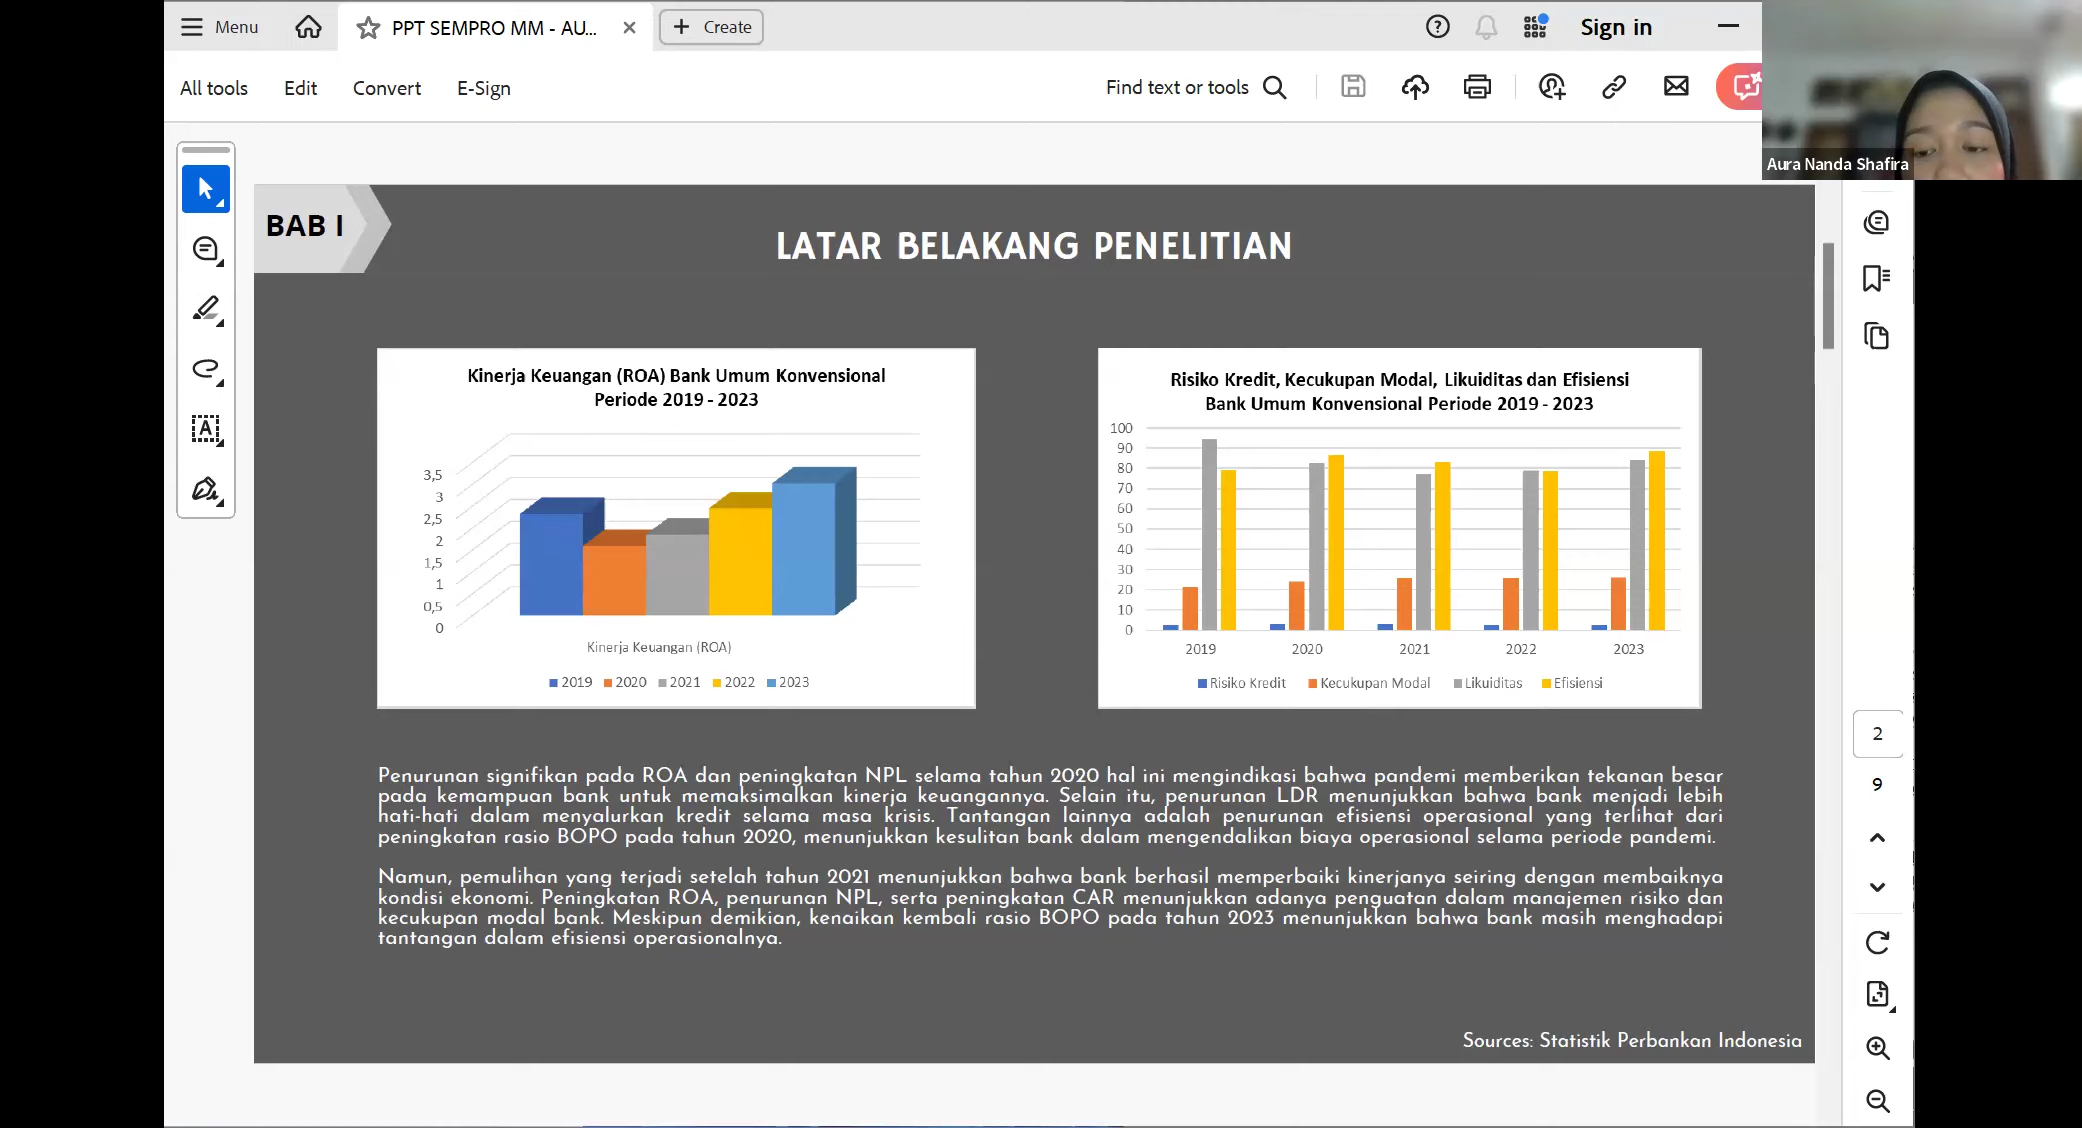 Menu
PPT SEMPRO MM - AU...
Create
Sign in
All tools
Edit
Convert
E-Sign
Find text or tools
Aura Nanda Shafira
BAB I
LATAR BELAKANG PENELITIAN
Kinerja Keuangan (ROA) Bank Umum Konvensional
Periode 2019 - 2023
3,5
3
2,5
2
1,5
1
0,5
0
Kinerja Keuangan (ROA)
2019 2020 2021 2022 2023
Risiko Kredit, Kecukupan Modal, Likuiditas dan Efisiensi
Bank Umum Konvensional Periode 2019 - 2023
100
90
80
70
60
50
40
30
20
10
0
2019 2020 2021 2022 2023
Risiko Kredit Kecukupan Modal Likuiditas Efisiensi
Penurunan signifikan pada ROA dan peningkatan NPL selama tahun 2020 hal ini mengindikasi bahwa pandemi memberikan tekanan besar
pada kemampuan bank untuk memaksimalkan kinerja keuangannya. Selain itu, penurunan LDR menunjukkan bahwa bank menjadi lebih
hati-hati dalam menyalurkan kredit selama masa krisis. Tantangan lainnya adalah penurunan efisiensi operasional yang terlihat dari
peningkatan rasio BOPO pada tahun 2020, menunjukkan kesulitan bank dalam mengendalikan biaya operasional selama periode pandemi.
Namun, pemulihan yang terjadi setelah tahun 2021 menunjukkan bahwa bank berhasil memperbaiki kinerjanya seiring dengan membaiknya
kondisi ekonomi. Peningkatan ROA, penurunan NPL, serta peningkatan CAR menunjukkan adanya penguatan dalam manajemen risiko dan
kecukupan modal bank. Meskipun demikian, kenaikan kembali rasio BOPO pada tahun 2023 menunjukkan bahwa bank masih menghadapi
tantangan dalam efisiensi operasionalnya.
Sources: Statistik Perbankan Indonesia
2
9